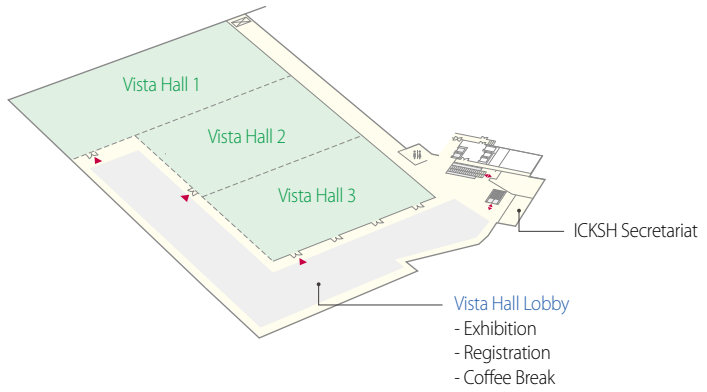 Vista Hall 1
Vista Hall 2
Vista Hall 3
ICKSH Secretariat
Vista Hall Lobby
- Exhibition
- Registration
- Coffee Break